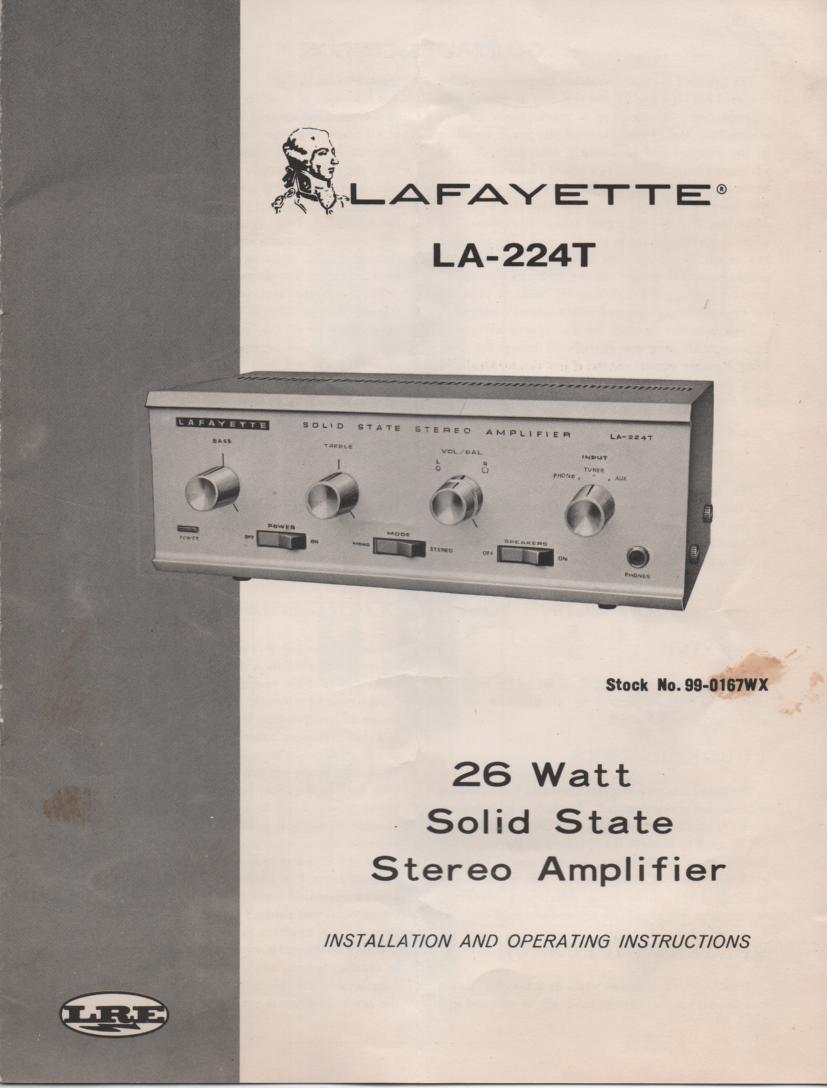 LAFAYETTE®
LA-224T
LAFAYETTE SOLID STATE STEREO AMPLIFIER LA-224T
BASS
TREBLE
VOL/BAL
L R
INPUT
PHONO TUNER AUX
POWER
POWER
OFF ON
MODE
MONO STEREO
SPEAKERS
OFF ON
PHONES
Stock No. 99-0167WX
26 Watt
Solid State
Stereo Amplifier
INSTALLATION AND OPERATING INSTRUCTIONS
LRE